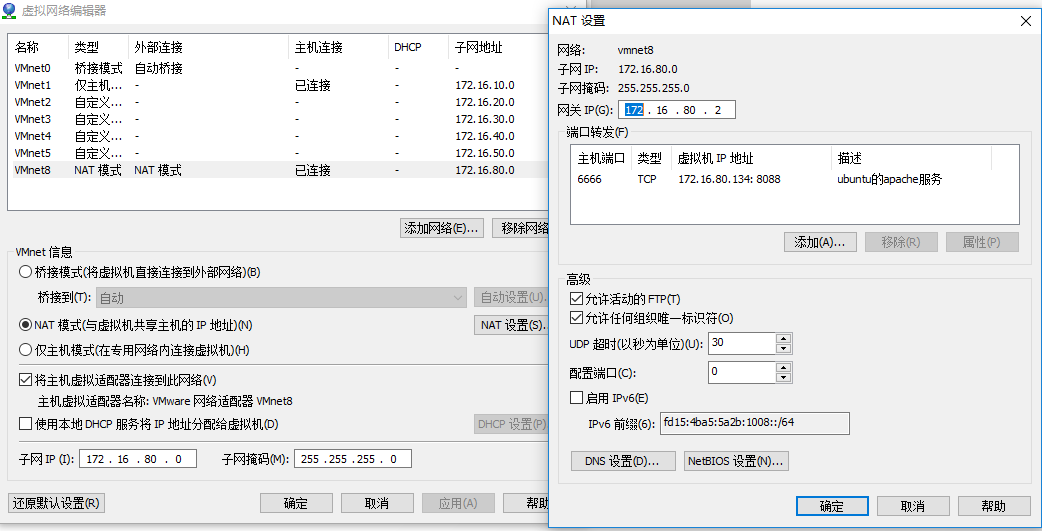 虚拟网络编辑器
名称 类型 外部连接 主机连接 DHCP 子网地址
VMnet0 桥接模式 自动桥接 - - -
VMnet1 仅主机... - 已连接 - 172.16.10.0
VMnet2 自定义... - - - 172.16.20.0
VMnet3 自定义... - - - 172.16.30.0
VMnet4 自定义... - - - 172.16.40.0
VMnet5 自定义... - - - 172.16.50.0
VMnet8 NAT 模式 NAT 模式 已连接 - 172.16.80.0
添加网络(E)... 移除网络
VMnet 信息
桥接模式(将虚拟机直接连接到外部网络)(B)
桥接到(T): 自动 自动设置(U).
NAT 模式(与虚拟机共享主机的 IP 地址)(N) NAT 设置(S)..
仅主机模式(在专用网络内连接虚拟机)(H)
将主机虚拟适配器连接到此网络(V)
主机虚拟适配器名称: VMware 网络适配器 VMnet8
使用本地 DHCP 服务将 IP 地址分配给虚拟机(D) DHCP 设置(P)
子网 IP (I): 172 . 16 . 80 . 0 子网掩码(M): 255 .255 .255 . 0
还原默认设置(R) 确定 取消 应用(A) 帮助
NAT 设置
网络: vmnet8
子网 IP: 172.16.80.0
子网掩码: 255.255.255.0
网关 IP(G): 172 . 16 . 80 . 2
端口转发(F)
主机端口 类型 虚拟机 IP 地址 描述
6666 TCP 172.16.80.134: 8088 ubuntu的apache服务
添加(A)... 移除(R) 属性(P)
高级
允许活动的 FTP(T)
允许任何组织唯一标识符(O)
UDP 超时(以秒为单位)(U): 30
配置端口(C): 0
启用 IPv6(E)
IPv6 前缀(6): fd15:4ba5:5a2b:1008::/64
DNS 设置(D)... NetBIOS 设置(N)...
确定 取消 帮助